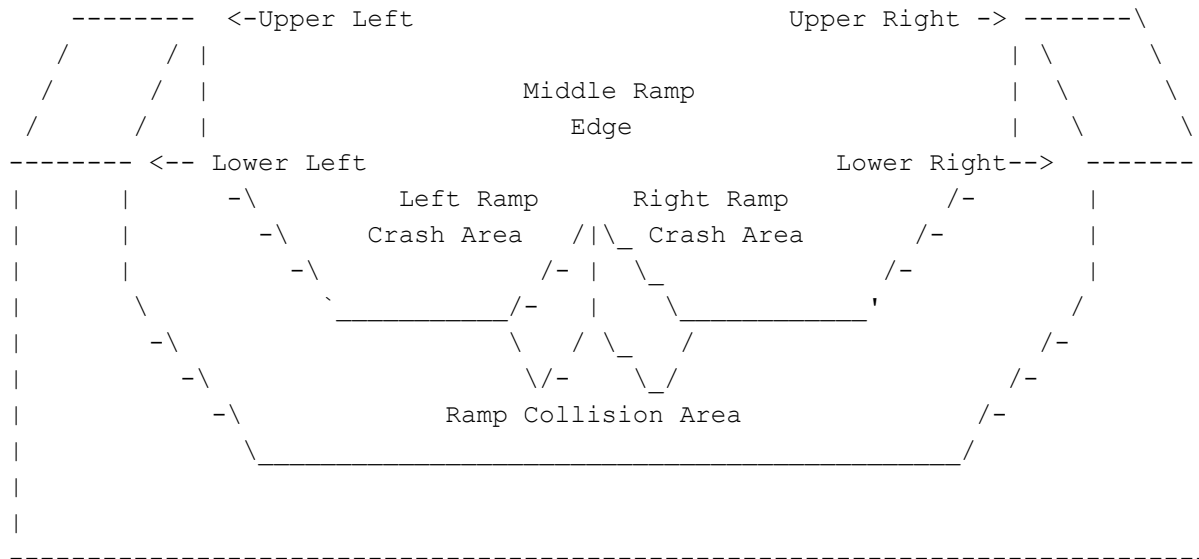 <-Upper Left Upper Right ->
Middle Ramp
Edge
<-- Lower Left Lower Right-->
Left Ramp Right Ramp
Crash Area Crash Area
Ramp Collision Area